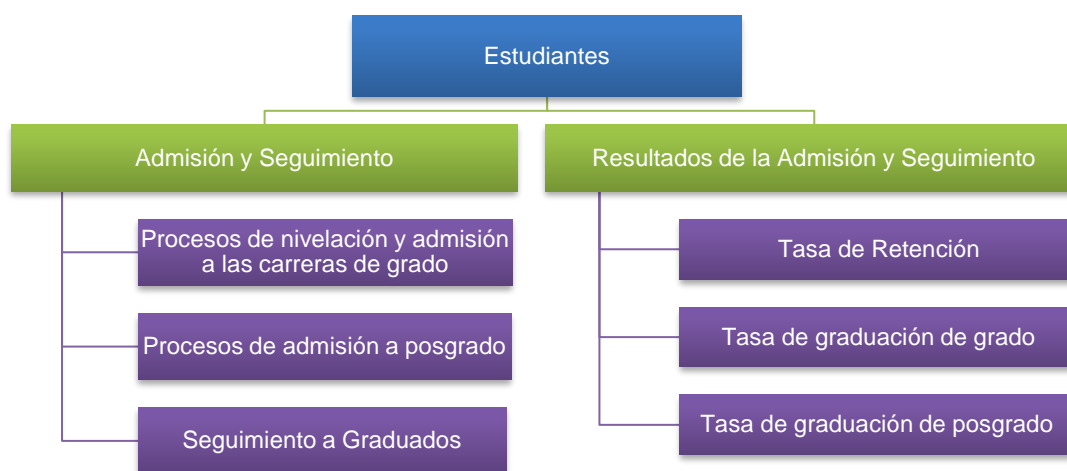 Estudiantes
Admisión y Seguimiento
Procesos de nivelación y admisión
a las carreras de grado
Procesos de admisión a posgrado
Seguimiento a Graduados
Resultados de la Admisión y Seguimiento
Tasa de Retención
Tasa de graduación de grado
Tasa de graduación de posgrado